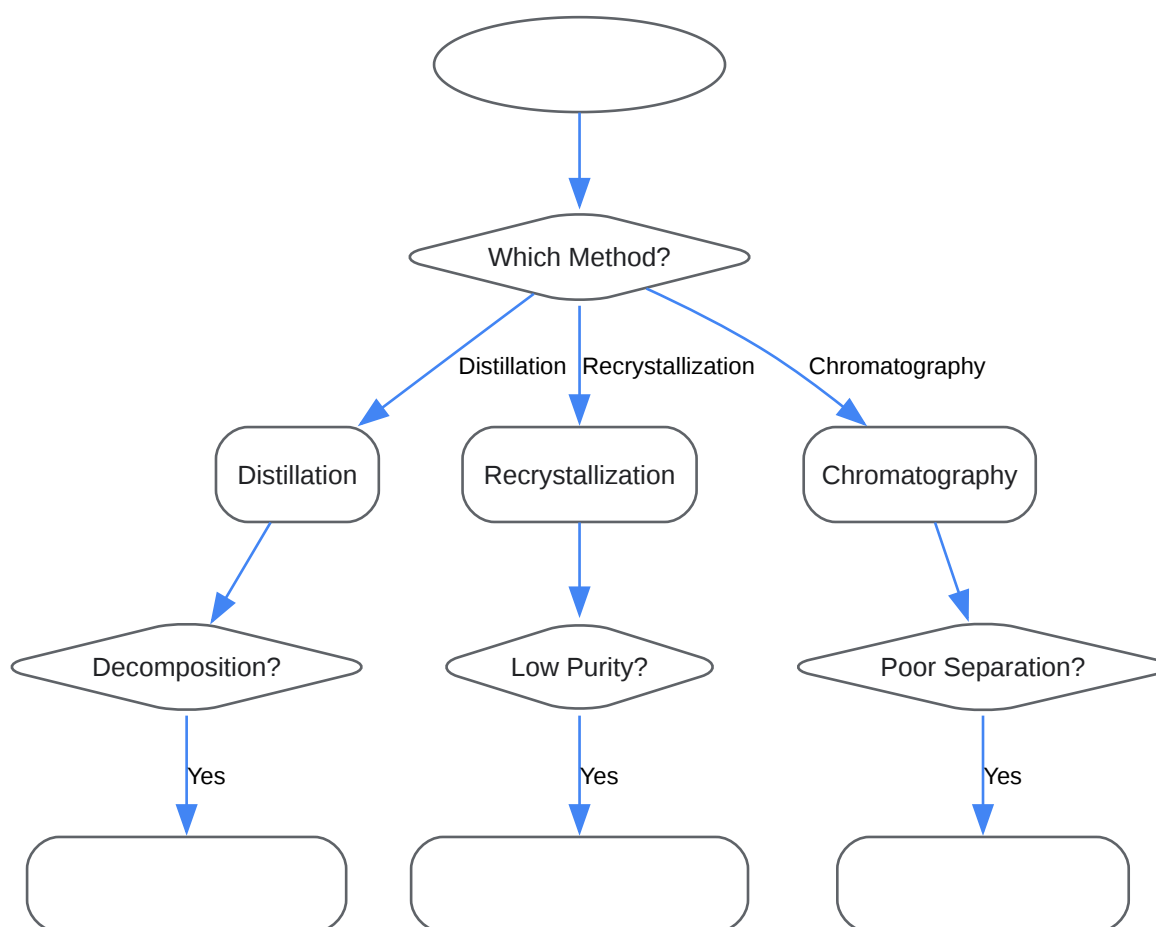 Which Method?
Distillation
Recrystallization
Chromatography
Distillation
Recrystallization
Chromatography
Decomposition?
Low Purity?
Poor Separation?
Yes
Yes
Yes